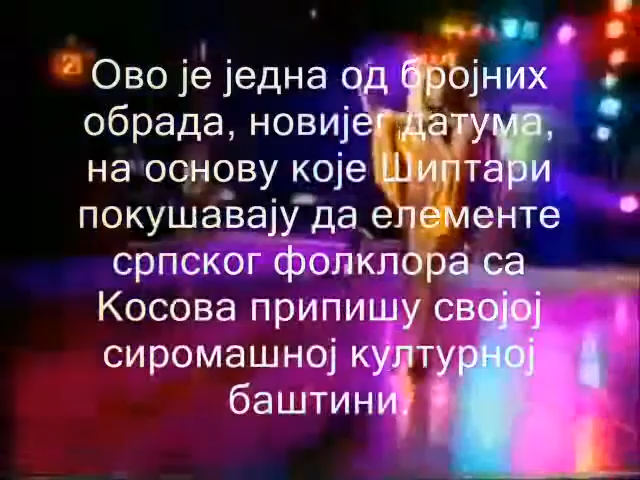 2
Ово је једна од бројних
обрада, новијег датума,
на основу које Шиптари
покушавају да елементе
српског фолклора са
Косова припишу својој
сиромашној културној
баштини.